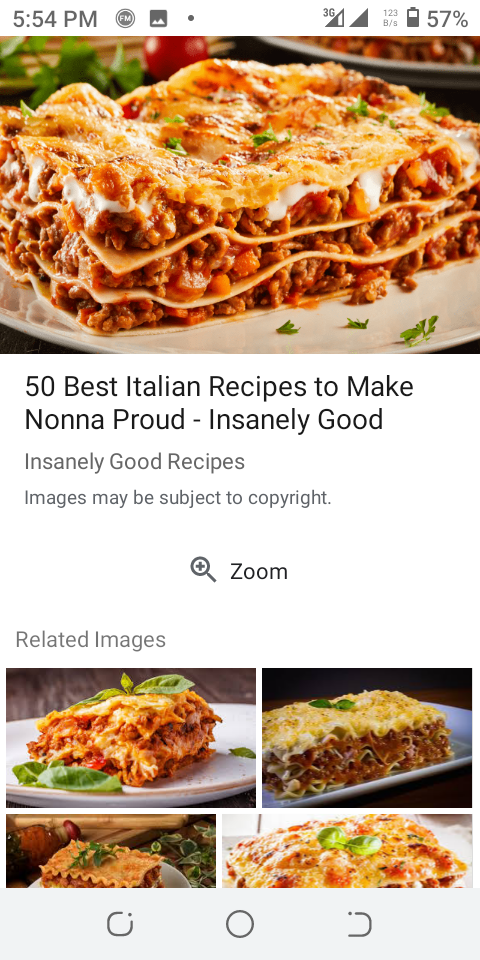 5:54 PM FM 3G 123 B/s 57%
50 Best Italian Recipes to Make
Nonna Proud - Insanely Good
Insanely Good Recipes
Images may be subject to copyright.
Zoom
Related Images